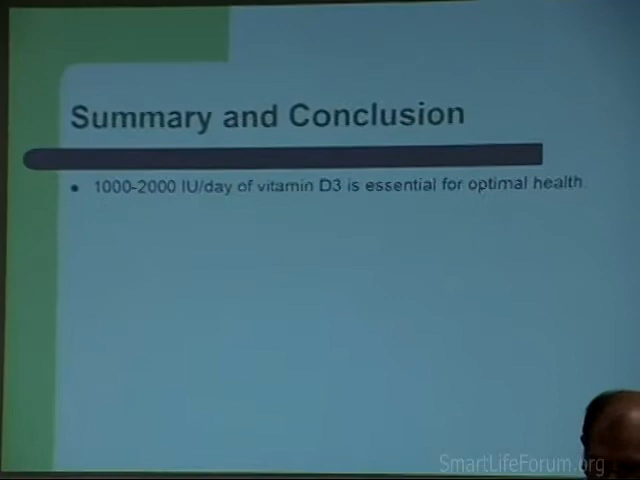 Summary and Conclusion
• 1000-2000 IU/day of vitamin D3 is essential for optimal health
SmartLifeForum.org